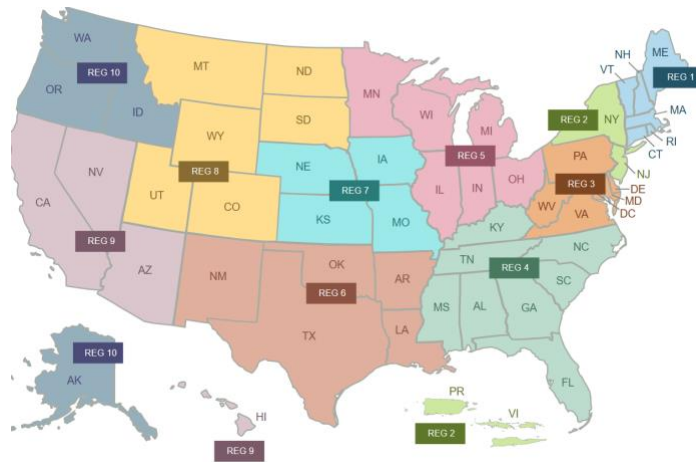 WA
NH
ME
MT
ND
VT
REG 10
REG 1
OR
MN
ID
MA
SD
WI
REG 2
NY
WY
MI
RI
REG 5
CT
REG 8
NE
IA
PA
NJ
NV
REG 7
OH
REG 3
DE
UT
IL
IN
MD
CA
CO
WV
DC
KS
MO
VA
KY
REG 9
NC
AZ
OK
TN
REG 4
NM
AR
SC
REG 6
MS
AL
GA
TX
LA
REG 10
AK
FL
PR
HI
VI
REG 2
REG 9